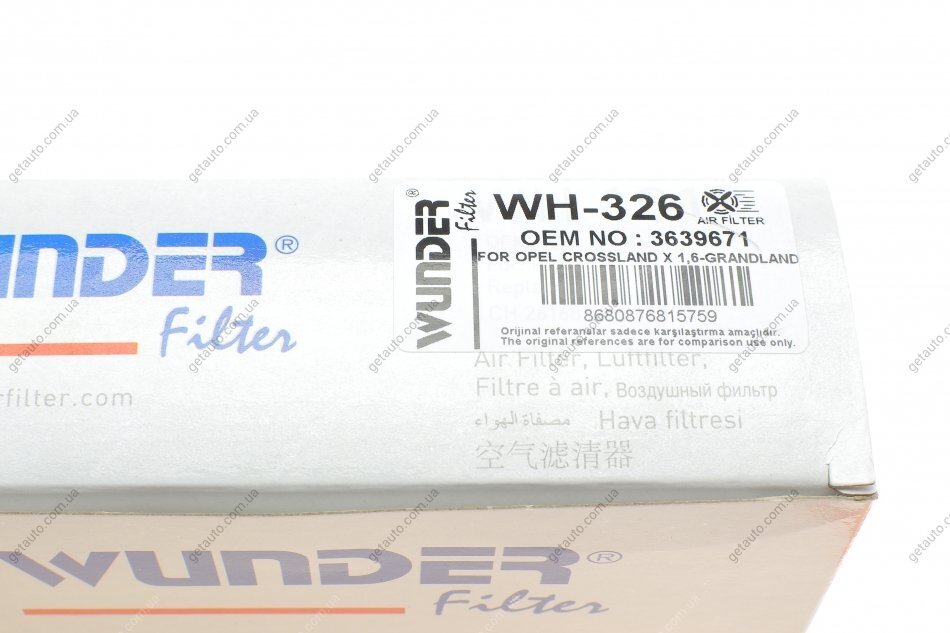 WUNDER®
Filter
WH-326
AIR FILTER
OEM NO : 3639671
FOR OPEL CROSSLAND X 1,6-GRANDLAND
8680876815759
Orijinal referanslar sadece karşılaştırma amaçlıdır.
The original references are for comparison use only.
UNDER®
Filter
rfilter.com
Air Filter, Luftfilter,
Filtre à air, Воздушный фильтр
مصفاة الهواء Hava filtresi
空气滤清器
WUNDER®
Filter
getauto.com.ua